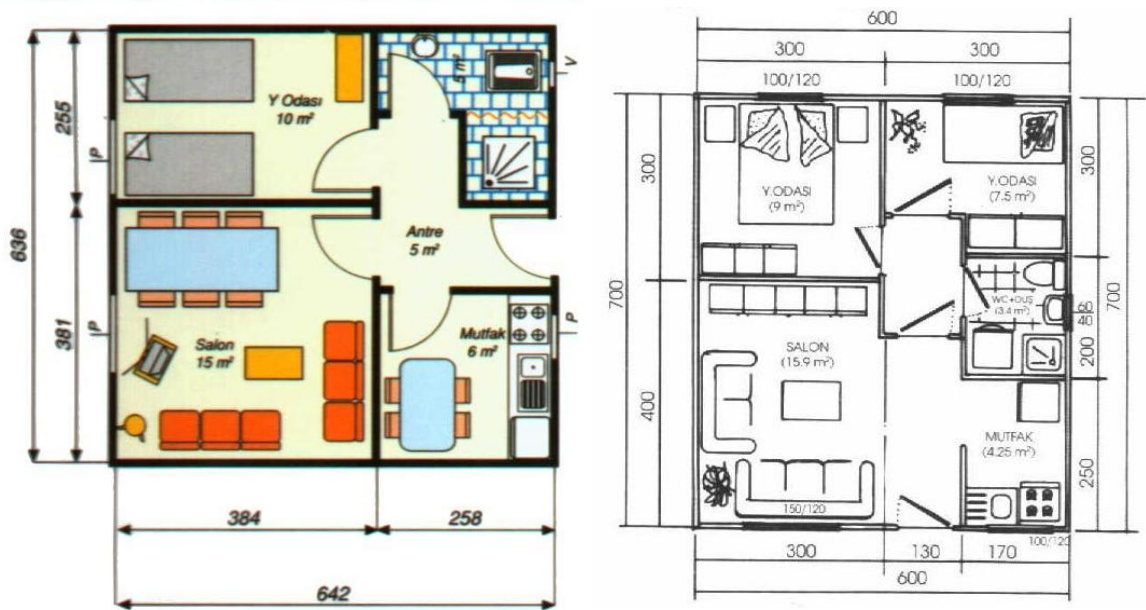 636
255
381
Y Odası
10 m²
5 m²
V
P
Antre
5 m²
P
Salon
15 m²
Mutfak
6 m²
P
384
258
642
600
300
300
100/120
100/120
300
700
400
Y.ODASI
(9 m²)
Y.ODASI
(7.5 m²)
WC+DUŞ
(3.4 m²)
SALON
(15.9 m²)
MUTFAK
(4.25 m²)
150/120
100/120
300
700
40
200
250
300
130
170
600